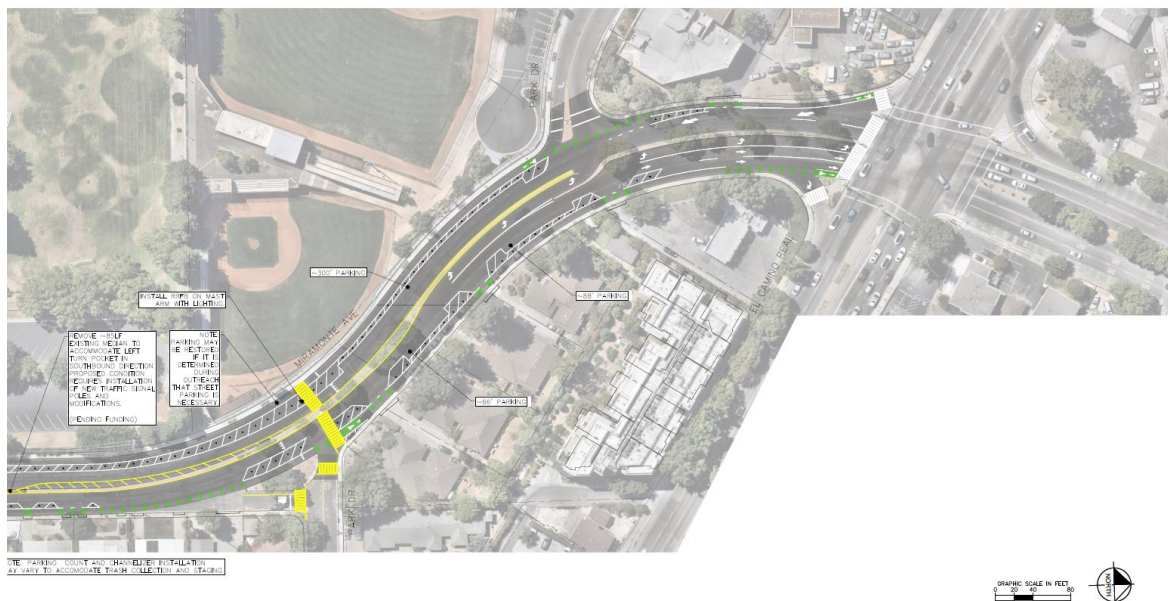 PARK DR
~300' PARKING
INSTALL RRFB ON MAST
ARM WITH LIGHTING.
~88' PARKING
EL CAMINO REAL
REMOVE ~85LF
EXISTING MEDIAN TO
ACCOMMODATE LEFT
TURN POCKET IN
SOUTHBOUND DIRECTION.
PROPOSED CONDITION
REQUIRES INSTALLATION
OF NEW TRAFFIC SIGNAL
POLES AND
MODIFICATIONS.
(PENDING FUNDING)
NOTE:
PARKING MAY
BE RESTORED
IF IT IS
DETERMINED
DURING
OUTREACH
THAT STREET
PARKING IS
NECESSARY.
MIRAMONTE AVE
~66' PARKING
PARK DR
OTE: PARKING COUNT AND CHANNELIZER INSTALLATION
AY VARY TO ACCOMODATE TRASH COLLECTION AND STAGING.
GRAPHIC SCALE IN FEET
0 20 40 80
NORTH